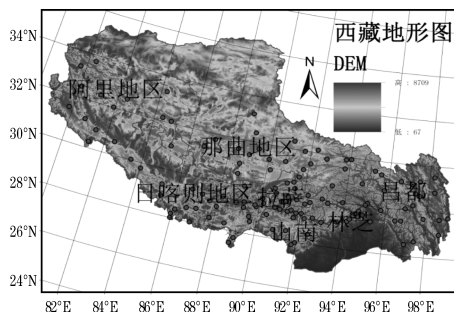 34°N
32°N
30°N
28°N
26°N
24°N
西藏地形图
DEM
N
高 : 8709
低 : 67
阿里地区
那曲地区
日喀则地区
拉萨
昌都
林芝
山南
82°E 84°E 86°E 88°E 90°E 92°E 94°E 96°E 98°E